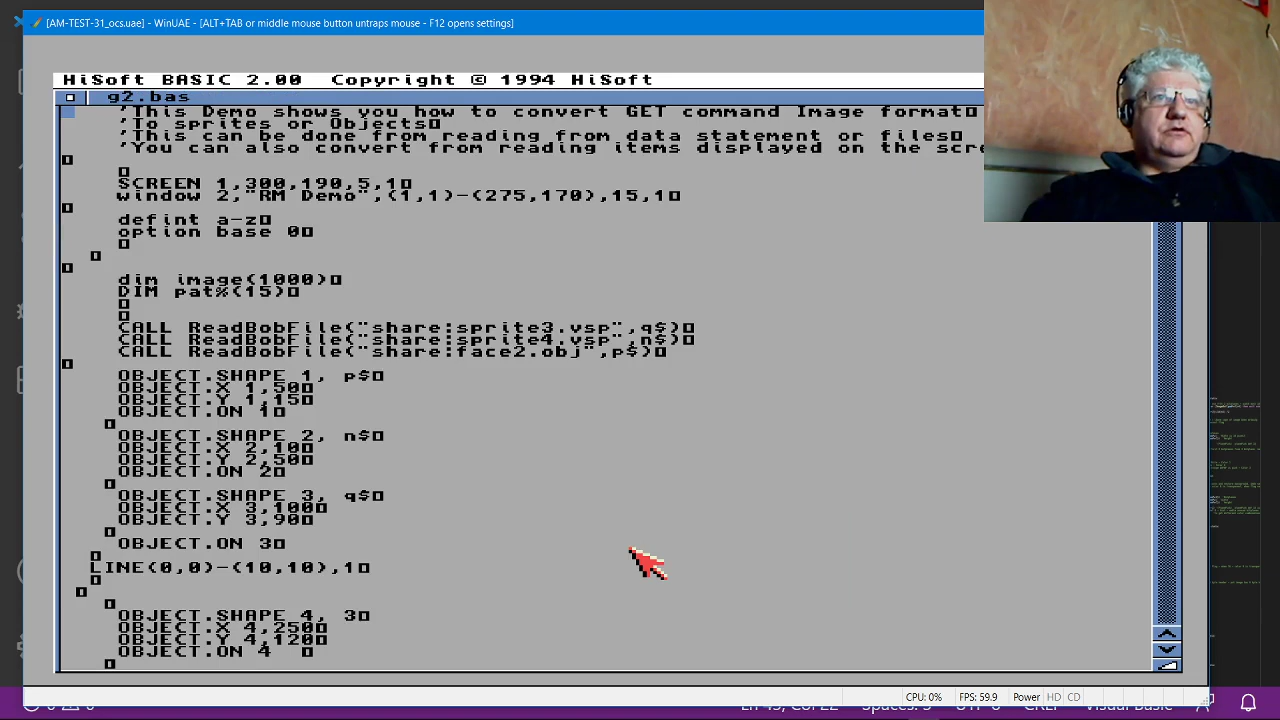 [AM-TEST-31_ocs.uae] - WinUAE - [ALT+TAB or middle mouse button untraps mouse - F12 opens settings]
HiSoft BASIC 2.00 Copyright © 1994 HiSoft
g2.bas
'This Demo shows you how to convert GET command Image format
'To sprites or Objects
'This can be done from reading from data statement or files
'You can also convert from reading items displayed on the scre
SCREEN 1,300,190,5,1
window 2,"RM Demo",(1,1)-(275,170),15,1
defint a-z
option base 0
dim image(1000)
DIM pat%(15)
CALL ReadBobFile("share:sprite3.vsp",q$)
CALL ReadBobFile("share:sprite4.vsp",n$)
CALL ReadBobFile("share:face2.obj",p$)
OBJECT.SHAPE 1, p$
OBJECT.X 1,50
OBJECT.Y 1,15
OBJECT.ON 1
OBJECT.SHAPE 2, n$
OBJECT.X 2,10
OBJECT.Y 2,50
OBJECT.ON 2
OBJECT.SHAPE 3, q$
OBJECT.X 3,100
OBJECT.Y 3,90
OBJECT.ON 3
LINE(0,0)-(10,10),1
OBJECT.SHAPE 4, 3
OBJECT.X 4,250
OBJECT.Y 4,120
OBJECT.ON 4
CPU: 0% FPS: 59.9 Power HD CD